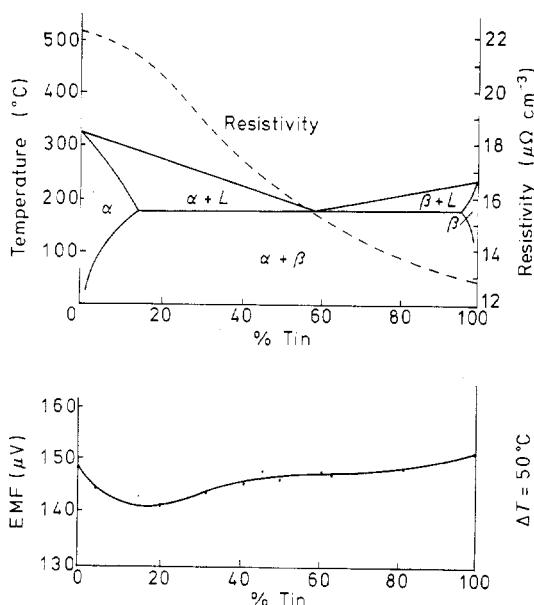 Temperature (°C)
500
400
300
200
100
0
Resistivity
α
α + L
β + L
β
α + β
22
20
18
16
14
12
Resistivity (μΩ cm⁻³)
0 20 40 60 80 100
% Tin
EMF (μV)
160
150
140
130
ΔT = 50°C
0 20 40 60 80 100
% Tin